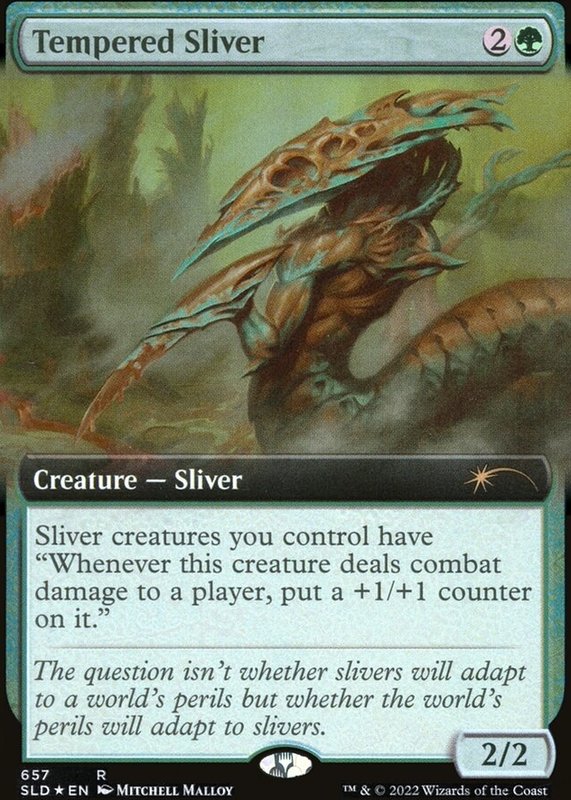 Tempered Sliver 2
Creature — Sliver
Sliver creatures you control have
“Whenever this creature deals combat
damage to a player, put a +1/+1 counter
on it.”
The question isn’t whether slivers will adapt
to a world’s perils but whether the world’s
perils will adapt to slivers.
2/2
657 R
SLD ★ EN Mitchell Malloy
™ & © 2022 Wizards of the Coast